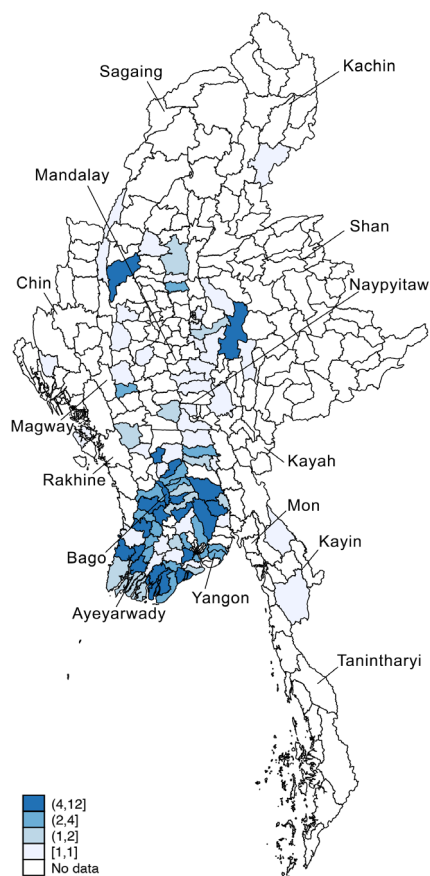 Sagaing
Kachin
Mandalay
Shan
Chin
Naypyitaw
Magway
Kayah
Rakhine
Mon
Kayin
Bago
Ayeyarwady
Yangon
Tanintharyi
(4,12]
(2,4]
(1,2]
[1,1]
No data